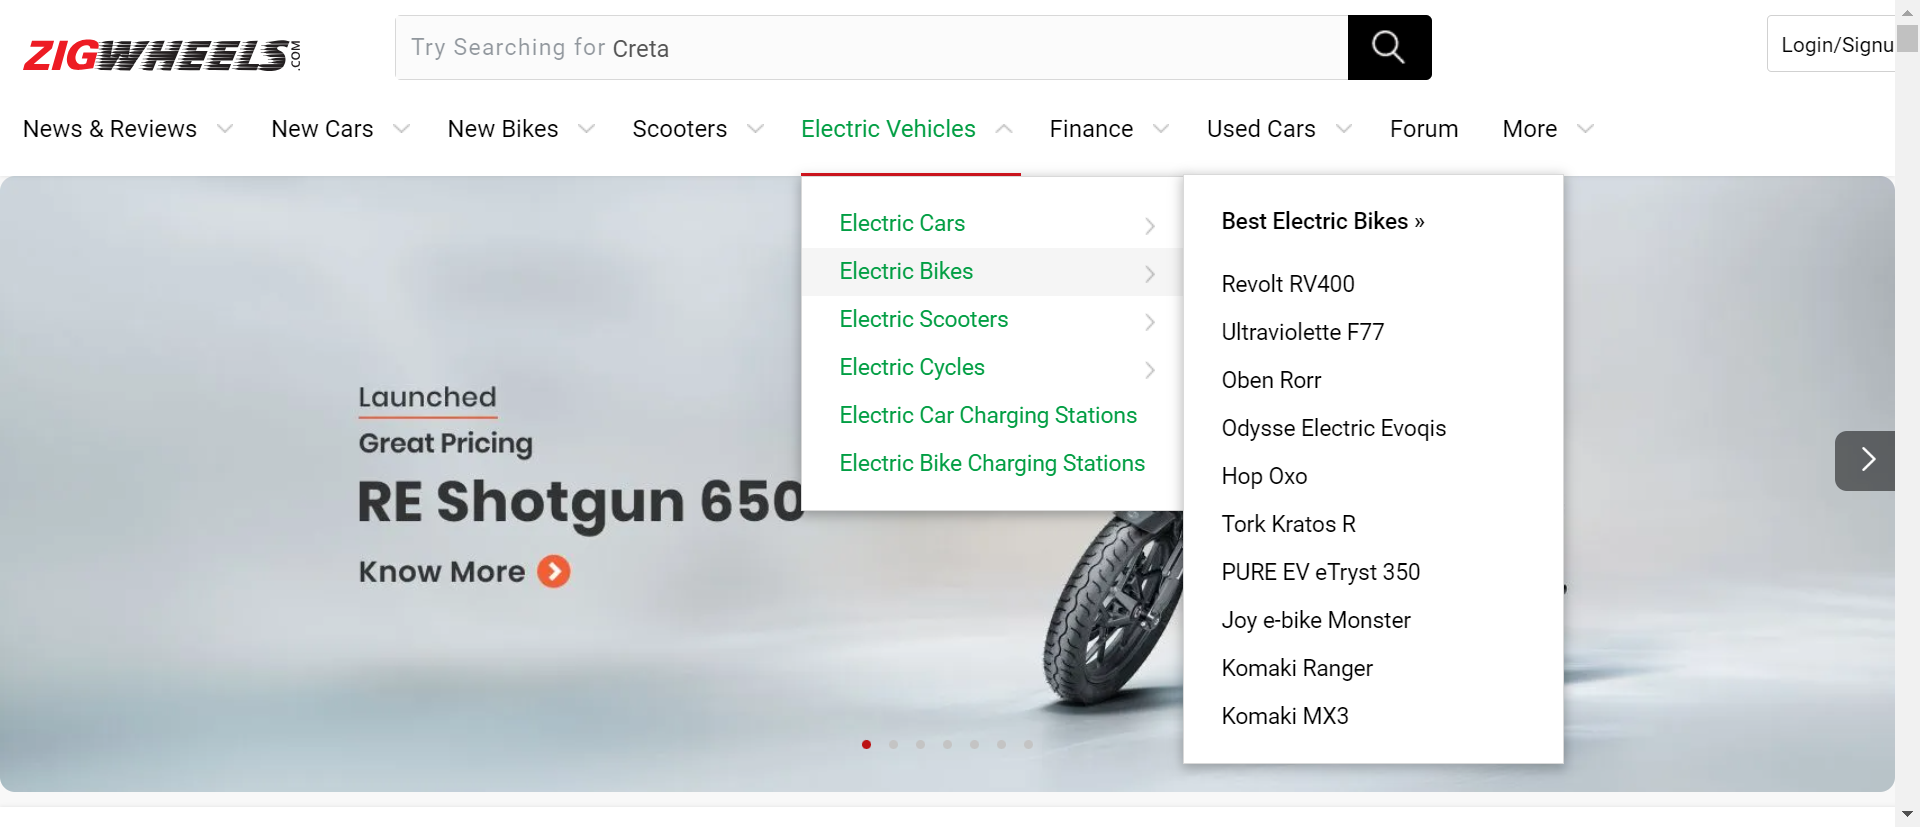 ZIGWHEELS.COM
Try Searching for Creta
Login/Signu
News & Reviews
New Cars
New Bikes
Scooters
Electric Vehicles
Finance
Used Cars
Forum
More
Electric Cars
Electric Bikes
Electric Scooters
Electric Cycles
Electric Car Charging Stations
Electric Bike Charging Stations
Best Electric Bikes »
Revolt RV400
Ultraviolette F77
Oben Rorr
Odysse Electric Evoqis
Hop Oxo
Tork Kratos R
PURE EV eTryst 350
Joy e-bike Monster
Komaki Ranger
Komaki MX3
Launched
Great Pricing
RE Shotgun 650
Know More